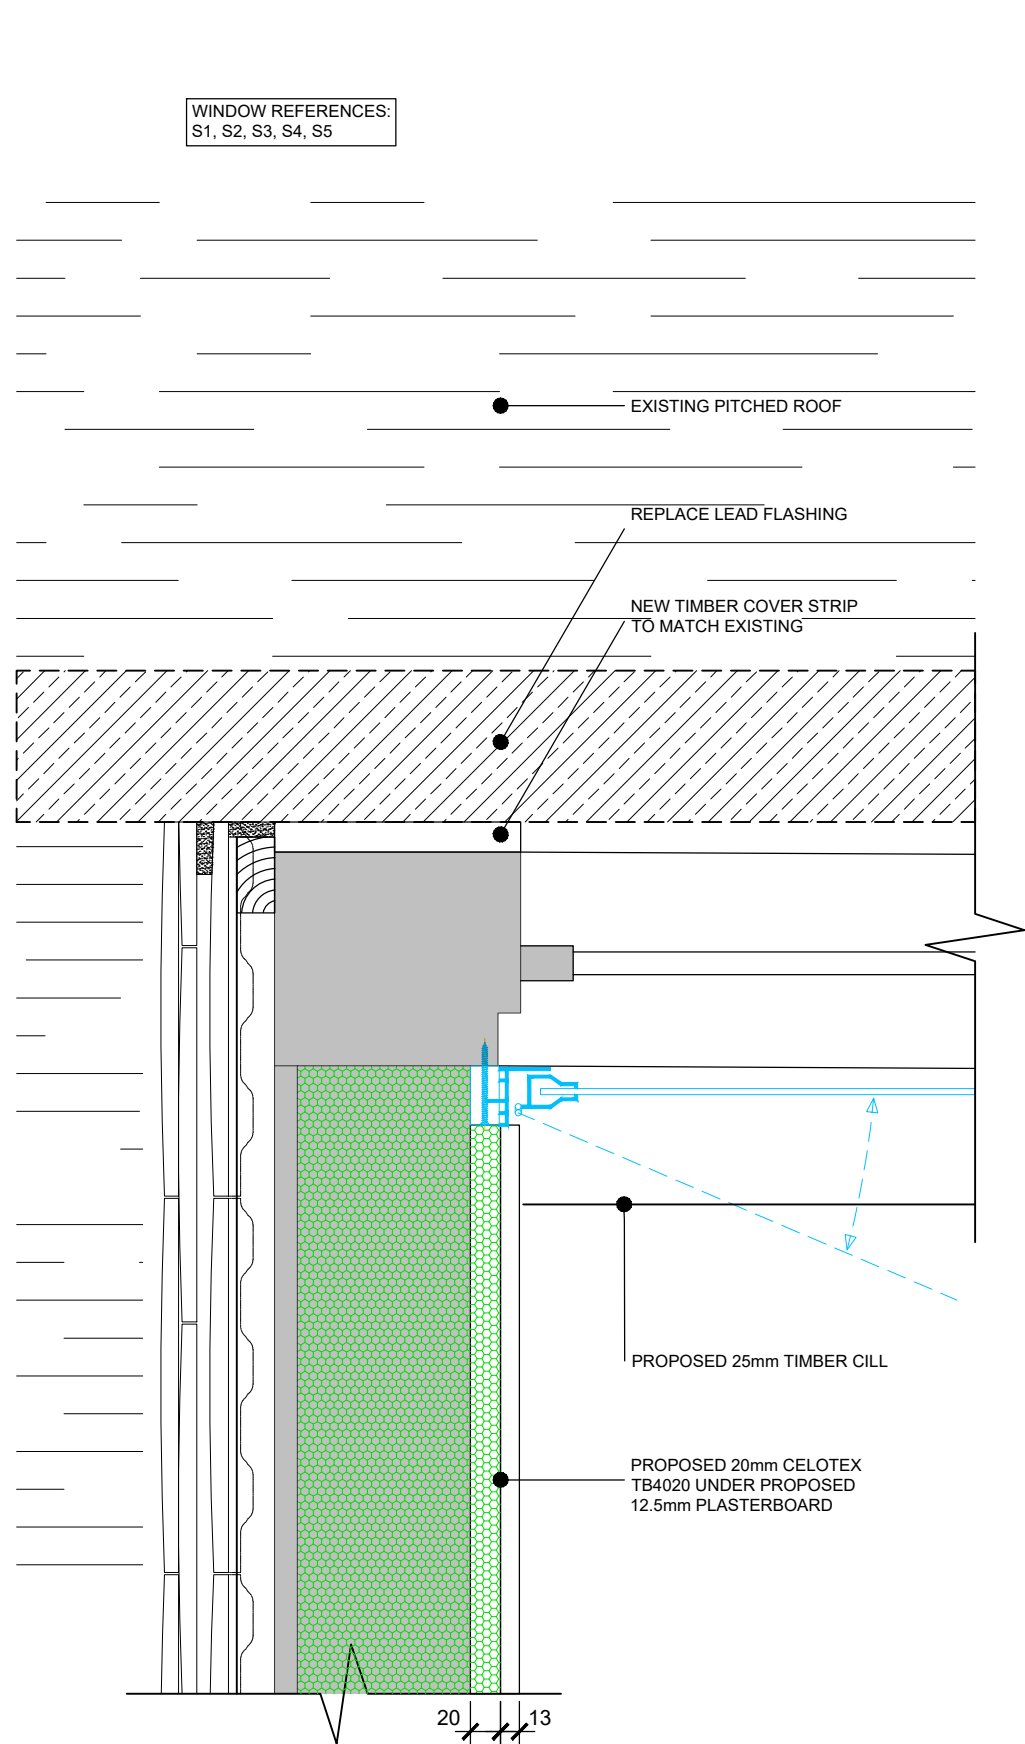 WINDOW REFERENCES:
S1, S2, S3, S4, S5
EXISTING PITCHED ROOF
REPLACE LEAD FLASHING
NEW TIMBER COVER STRIP
TO MATCH EXISTING
PROPOSED 25mm TIMBER CILL
PROPOSED 20mm CELOTEX
TB4020 UNDER PROPOSED
12.5mm PLASTERBOARD
20 13